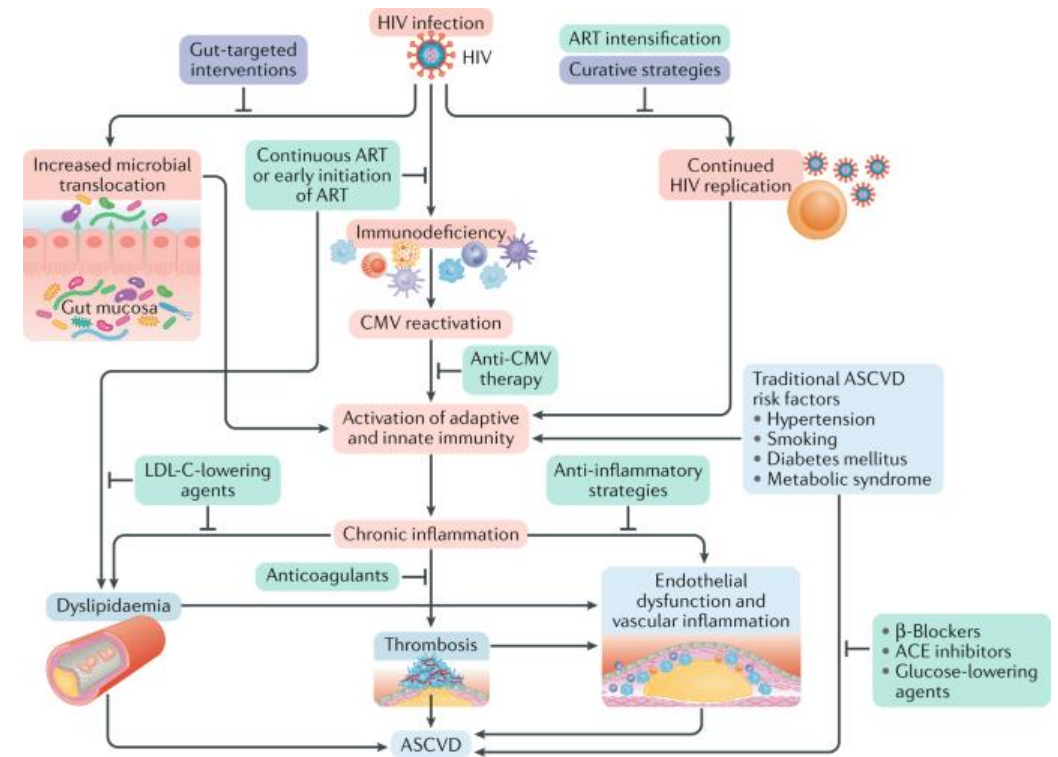 HIV infection
HIV
Gut-targeted
interventions
ART intensification
Curative strategies
Increased microbial
translocation
Continuous ART
or early initiation
of ART
Continued
HIV replication
Immunodeficiency
Gut mucosa
CMV reactivation
Anti-CMV
therapy
Traditional ASCVD
risk factors
• Hypertension
• Smoking
• Diabetes mellitus
• Metabolic syndrome
Activation of adaptive
and innate immunity
LDL-C-lowering
agents
Anti-inflammatory
strategies
Chronic inflammation
Anticoagulants
Dyslipidaemia
Endothelial
dysfunction and
vascular inflammation
Thrombosis
• β-Blockers
• ACE inhibitors
• Glucose-lowering
agents
ASCVD